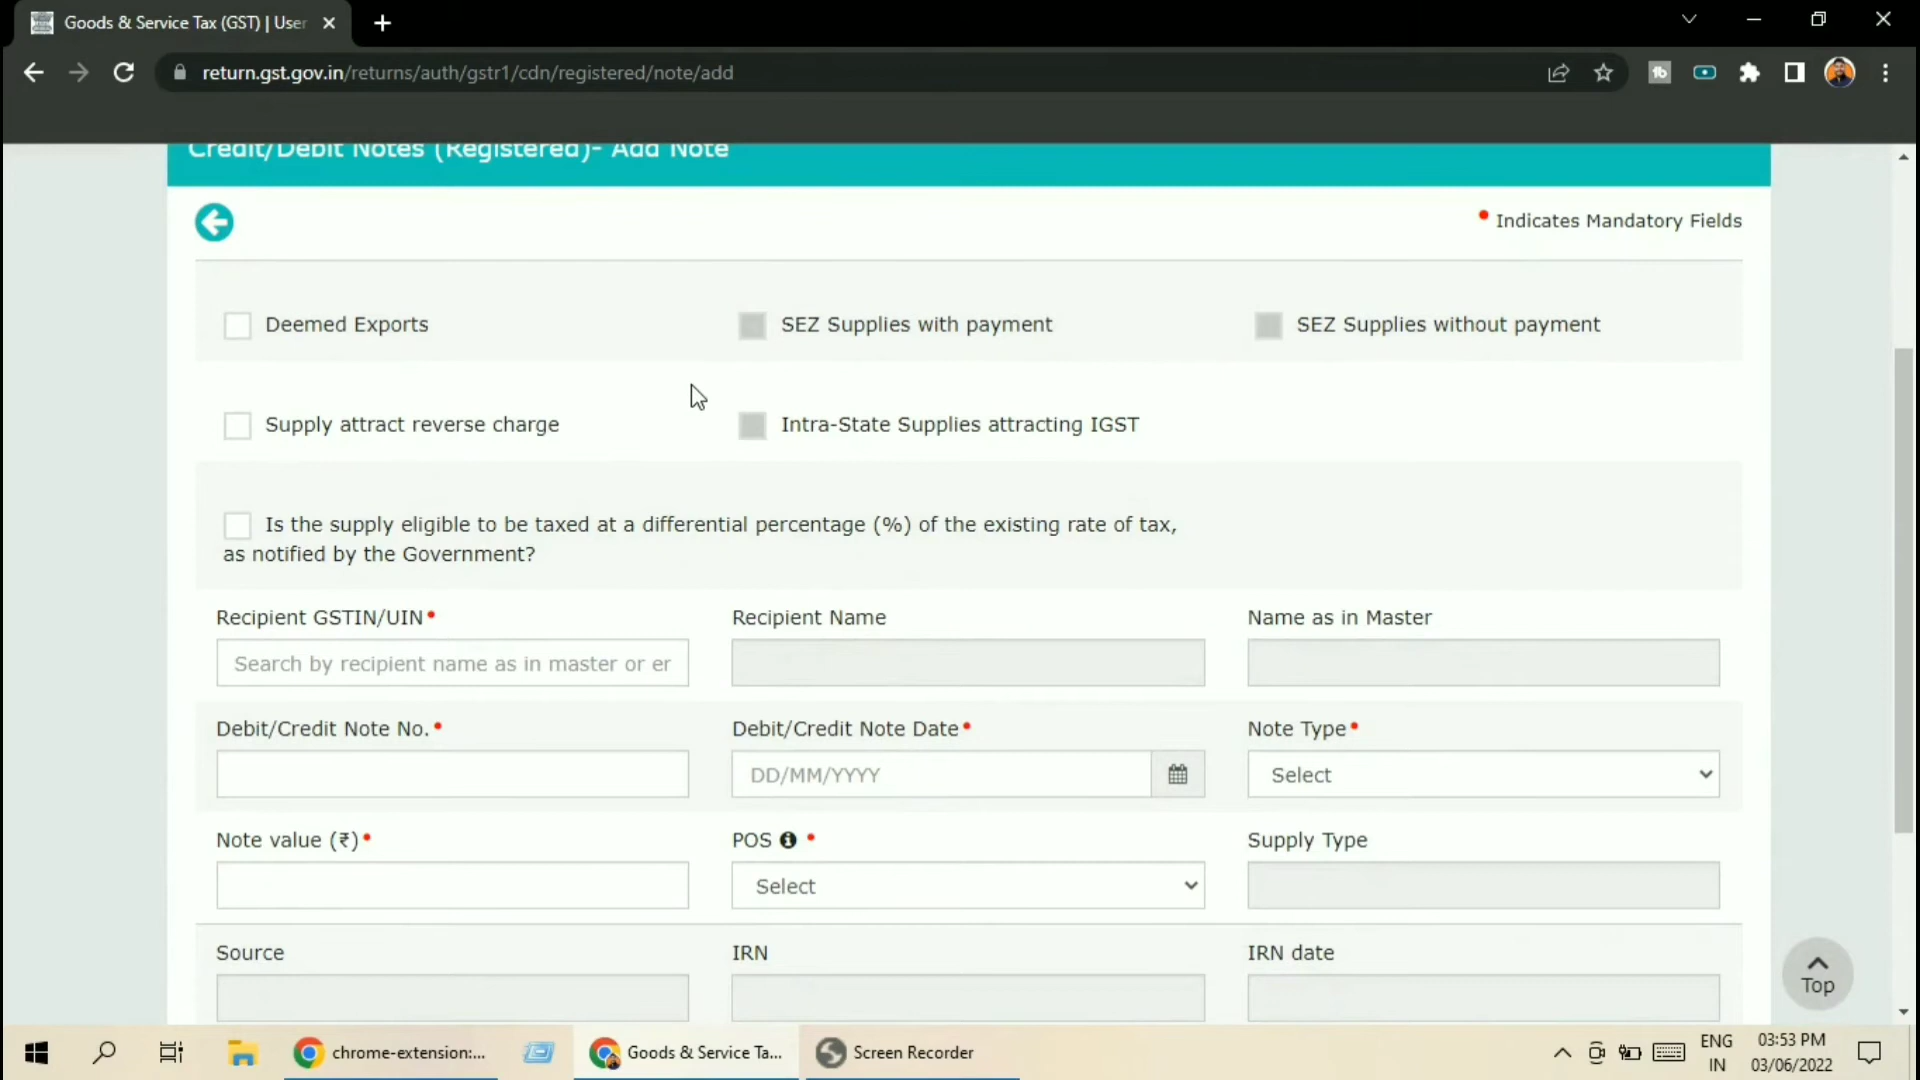 Goods & Service Tax (GST) | User
return.gst.gov.in/returns/auth/gstr1/cdn/registered/note/add
Credit/Debit Notes (Registered)- Add Note
• Indicates Mandatory Fields
Deemed Exports
SEZ Supplies with payment
SEZ Supplies without payment
Supply attract reverse charge
Intra-State Supplies attracting IGST
Is the supply eligible to be taxed at a differential percentage (%) of the existing rate of tax,
as notified by the Government?
Recipient GSTIN/UIN•
Recipient Name
Name as in Master
Search by recipient name as in master or er
Debit/Credit Note No.•
Debit/Credit Note Date•
Note Type•
DD/MM/YYYY
Select
Note value (₹)•
POS •
Supply Type
Select
Source
IRN
IRN date
Top
chrome-extension:...
Goods & Service Ta...
Screen Recorder
ENG
IN
03:53 PM
03/06/2022